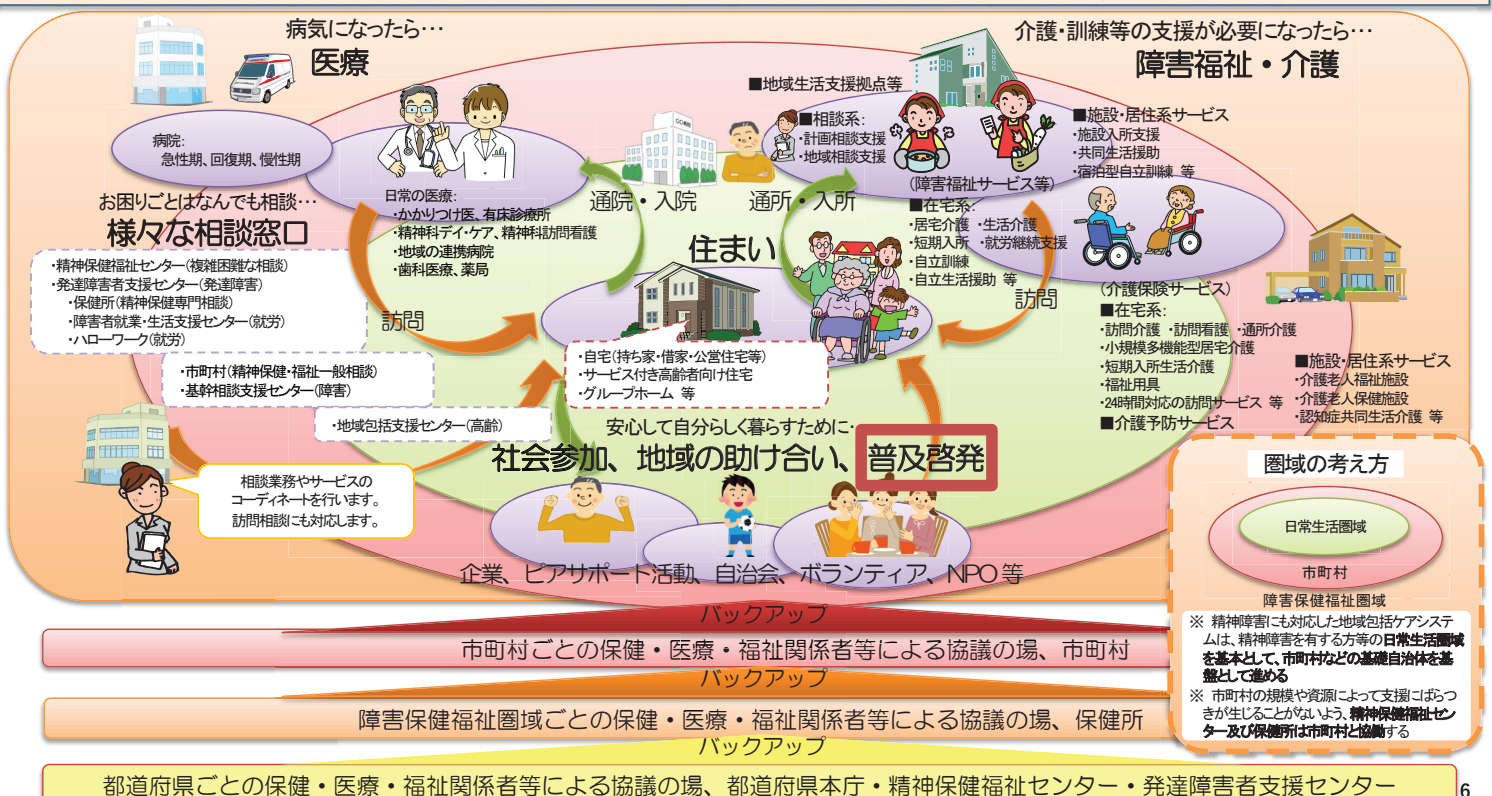 病気になったら…
医療
介護・訓練等の支援が必要になったら…
障害福祉・介護
病院:
急性期、回復期、慢性期
日常の医療:
・かかりつけ医、有床診療所
・精神科デイ・ケア、精神科訪問看護
・地域の連携病院
・歯科医療、薬局
通院・入院
通所・入所
■地域生活支援拠点等
■相談系:
・計画相談支援
・地域相談支援
■施設・居住系サービス
・施設入所支援
・共同生活援助
・宿泊型自立訓練 等
(障害福祉サービス等)
■在宅系:
・居宅介護 ・生活介護
・短期入所 ・就労継続支援
・自立訓練
・自立生活援助 等
お困りごとはなんでも相談…
様々な相談窓口
・精神保健福祉センター(複雑困難な相談)
・発達障害者支援センター(発達障害)
・保健所(精神保健専門相談)
・障害者就業・生活支援センター(就労)
・ハローワーク(就労)
・市町村(精神保健・福祉一般相談)
・基幹相談支援センター(障害)
・地域包括支援センター(高齢)
訪問
住まい
・自宅(持ち家・借家・公営住宅等)
・サービス付き高齢者向け住宅
・グループホーム 等
訪問
(介護保険サービス)
■在宅系:
・訪問介護 ・訪問看護 ・通所介護
・小規模多機能型居宅介護
・短期入所生活介護
・福祉用具
・24時間対応の訪問サービス 等
■介護予防サービス
■施設・居住系サービス
・介護老人福祉施設
・介護老人保健施設
・認知症共同生活介護 等
安心して自分らしく暮らすために…
社会参加、地域の助け合い、普及啓発
相談業務やサービスの
コーディネートを行います。
訪問相談にも対応します。
企業、ピアサポート活動、自治会、ボランティア、NPO 等
圏域の考え方
日常生活圏域
市町村
障害保健福祉圏域
※ 精神障害にも対応した地域包括ケアシステ
ムは、精神障害を有する方等の日常生活圏域
を基本として、市町村などの基礎自治体を基
盤として進める
※ 市町村の規模や資源によって支援にばらつ
きが生じることがないよう、精神保健福祉セン
ター及び保健所は市町村と協働する
バックアップ
市町村ごとの保健・医療・福祉関係者等による協議の場、市町村
バックアップ
障害保健福祉圏域ごとの保健・医療・福祉関係者等による協議の場、保健所
バックアップ
都道府県ごとの保健・医療・福祉関係者等による協議の場、都道府県本庁・精神保健福祉センター・発達障害者支援センター
6